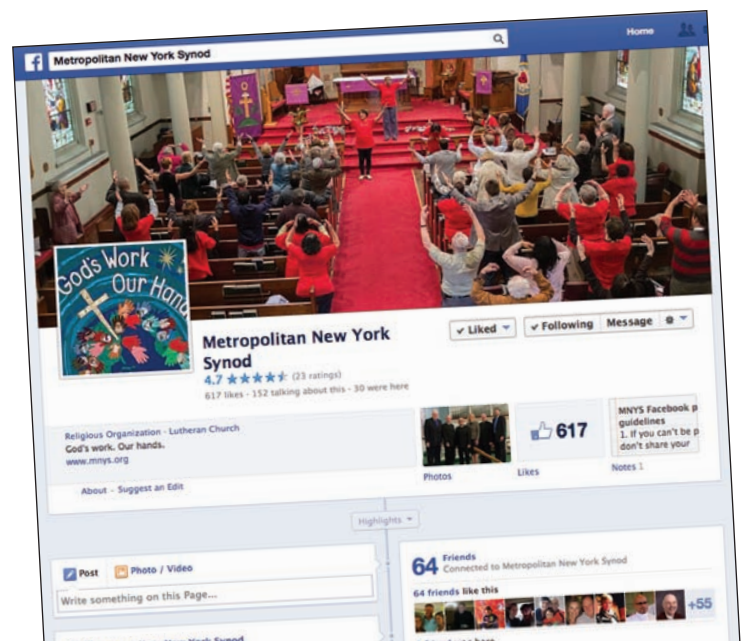 Metropolitan New York Synod
Home
God's Work
Our Hands
Metropolitan New York
Synod
4.7 (23 ratings)
617 likes · 152 talking about this · 30 were here
✓ Liked
✓ Following
Message
Religious Organization · Lutheran Church
God's work. Our hands.
www.mnys.org
About – Suggest an Edit
Photos
617
Likes
MNYS Facebook p
guidelines
1. If you can't be p
don't share your
Notes 1
Highlights
Post
Photo / Video
Write something on this Page...
64 Friends
Connected to Metropolitan New York Synod
64 friends like this
+55
New York Synod